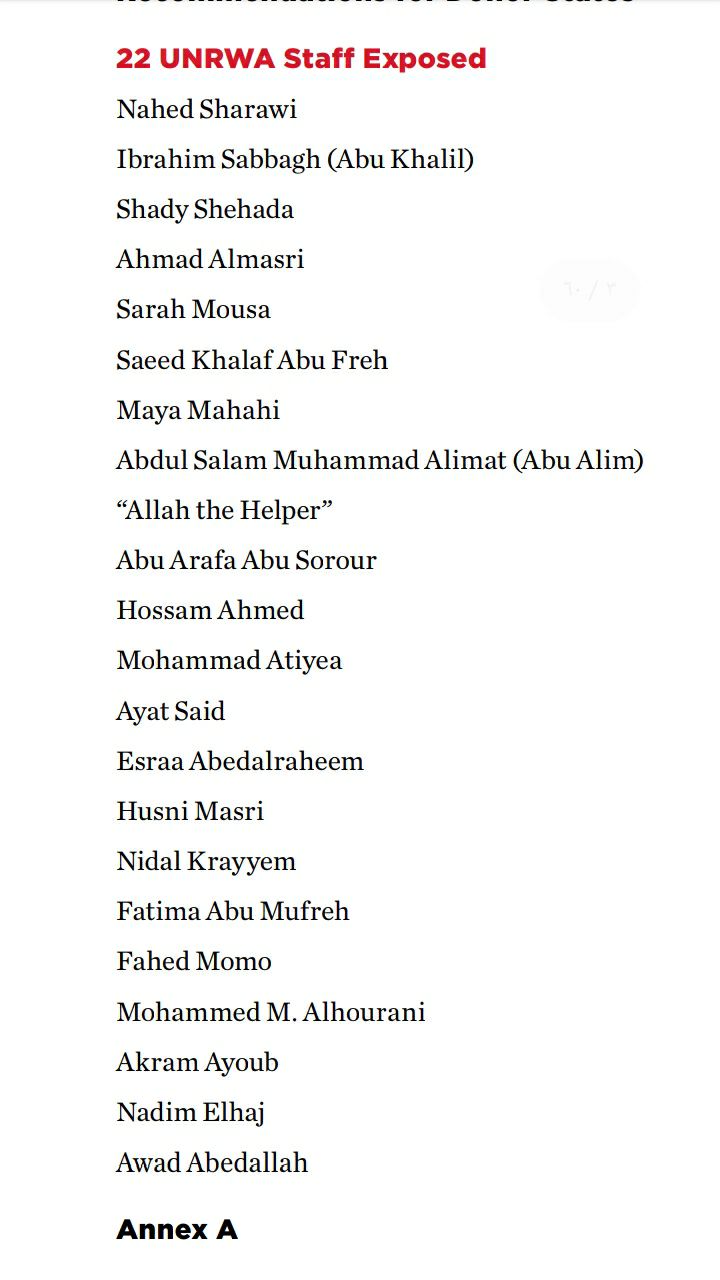 22 UNRWA Staff Exposed
Nahed Sharawi
Ibrahim Sabbagh (Abu Khalil)
Shady Shehada
Ahmad Almasri
٦٠ / ٢
Sarah Mousa
Saeed Khalaf Abu Freh
Maya Mahahi
Abdul Salam Muhammad Alimat (Abu Alim)
“Allah the Helper”
Abu Arafa Abu Sorour
Hossam Ahmed
Mohammad Atiyea
Ayat Said
Esraa Abedalraheem
Husni Masri
Nidal Krayyem
Fatima Abu Mufreh
Fahed Momo
Mohammed M. Alhourani
Akram Ayoub
Nadim Elhaj
Awad Abedallah
Annex A